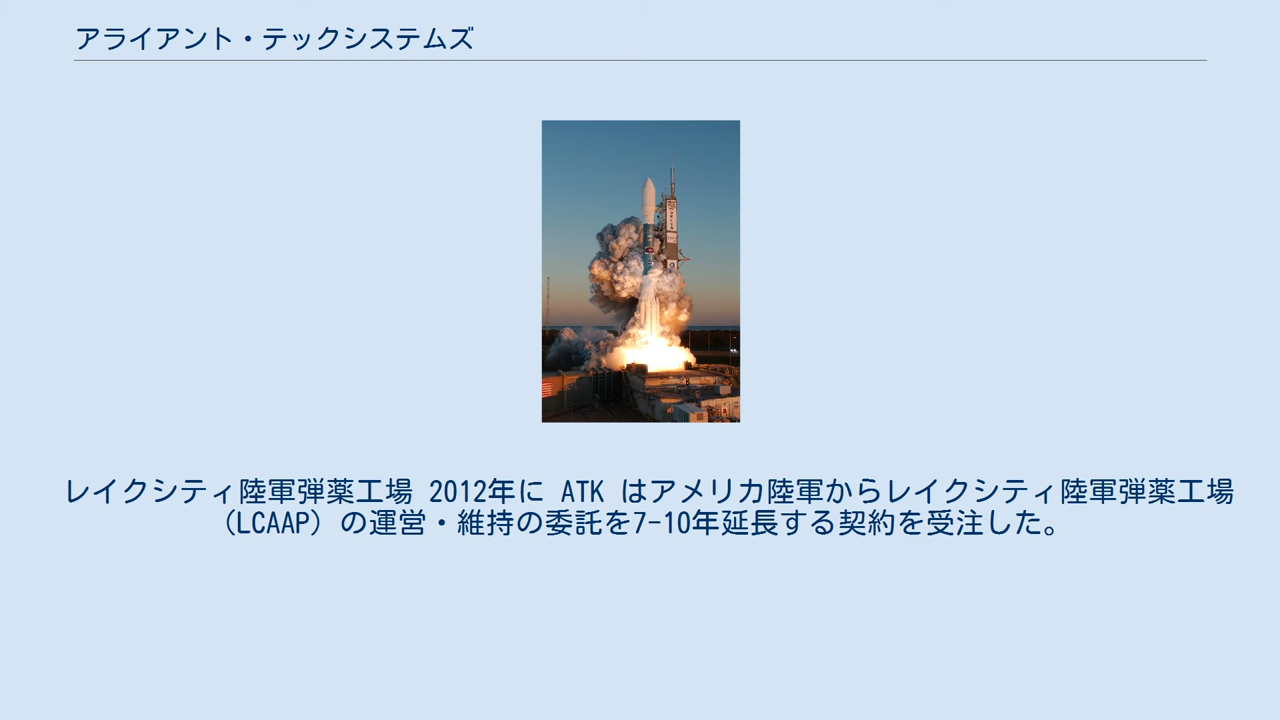 アライアント・テックシステムズ
レイクシティ陸軍弾薬工場 2012年に ATK はアメリカ陸軍からレイクシティ陸軍弾薬工場
（LCAAP）の運営・維持の委託を7-10年延長する契約を受注した。